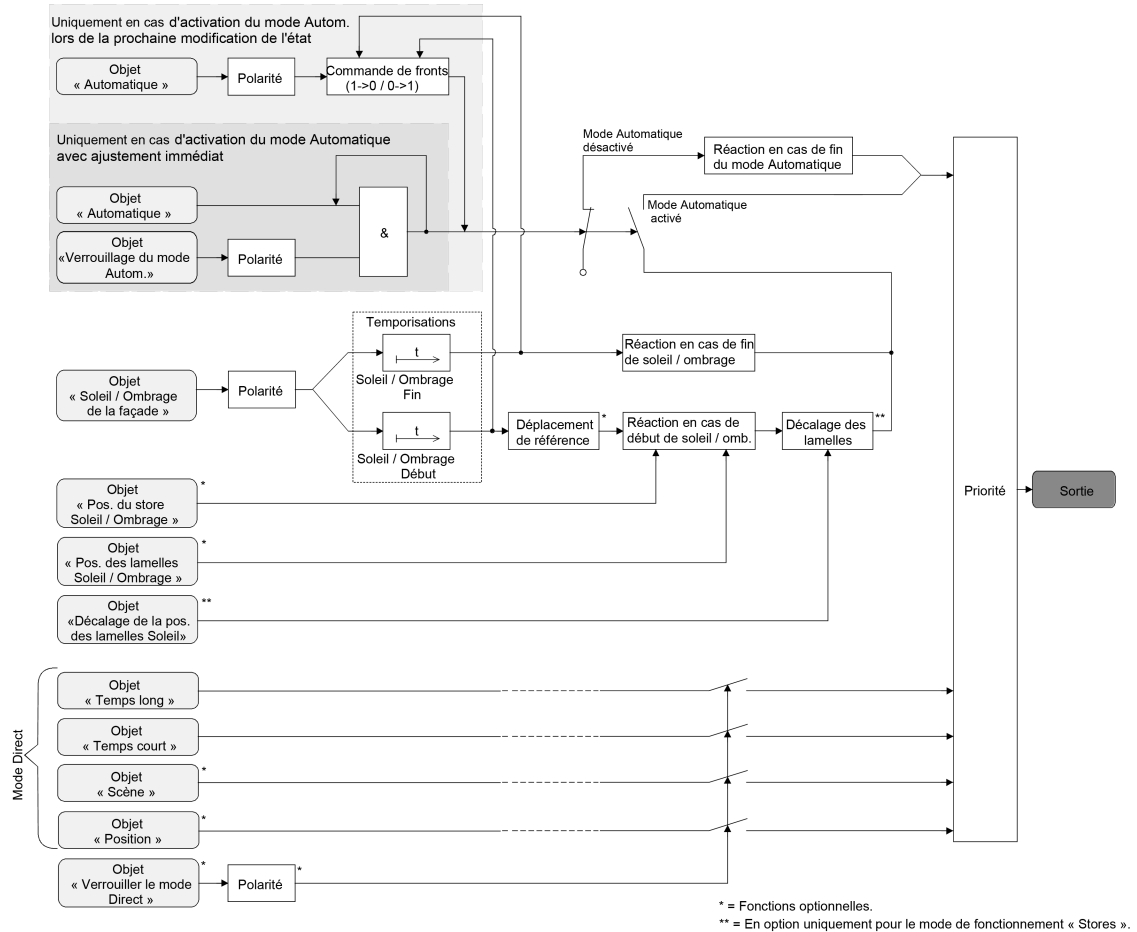 Uniquement en cas d'activation du mode Autom.
lors de la prochaine modification de l'état
Objet
« Automatique »
Polarité
Commande de fronts
(1->0 / 0->1)
Uniquement en cas d'activation du mode Automatique
avec ajustement immédiat
Objet
« Automatique »
Objet
«Verrouillage du mode
Autom.»
Polarité
&
Mode Automatique
désactivé
Réaction en cas de fin
du mode Automatique
Mode Automatique
activé
Temporisations
t
Soleil / Ombrage
Fin
Réaction en cas de fin
de soleil / ombrage
Objet
« Soleil / Ombrage
de la façade »
Polarité
t
Soleil / Ombrage
Début
Déplacement
de référence
*
Réaction en cas de
début de soleil / omb.
Décalage des
lamelles
**
Objet
« Pos. du store
Soleil / Ombrage »
*
Objet
« Pos. des lamelles
Soleil / Ombrage »
*
Objet
«Décalage de la pos.
des lamelles Soleil»
**
Priorité
Sortie
Mode Direct
Objet
« Temps long »
Objet
« Temps court »
Objet
« Scène »
*
Objet
« Position »
*
Objet
« Verrouiller le mode
Direct »
*
Polarité
*
* = Fonctions optionnelles.
** = En option uniquement pour le mode de fonctionnement « Stores ».